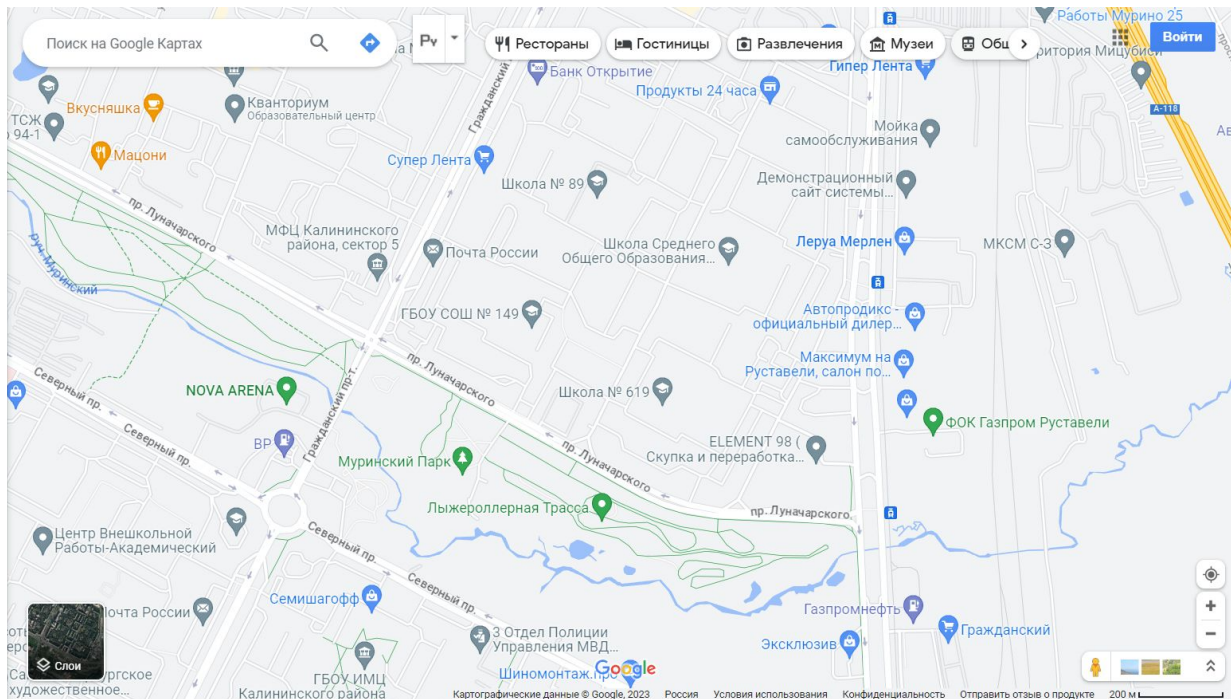 Работы Мурино 25
Поиск на Google Картах
Ру
Рестораны
Гостиницы
Развлечения
Музеи
Войти
Банк Открытие
Гипер Лента
Продукты 24 часа
Вкусняшка
Кванториум
Образовательный центр
Гражданский
А-118
ТСЖ
94-1
Мацони
Супер Лента
Мойка
самообслуживания
Школа № 89
Демонстрационный
сайт системы...
пр. Луначарского
МФЦ Калининского
района, сектор 5
Почта России
Школа Среднего
Общего Образования...
Леруа Мерлен
МКСМ С-3
руч. Муринский
ГБОУ СОШ № 149
Автопродикс -
официальный дилер...
пр. Луначарского
Максимум на
Руставели, салон по...
Северный пр.
NOVA ARENA
Гражданский пр-т.
Школа № 619
ФОК Газпром Руставели
Северный пр.
BP
пр. Луначарского
ELEMENT 98 (
Скупка и переработка...
Муринский Парк
Лыжероллерная Трасса
пр. Луначарского
Центр Внешкольной
Работы-Академический
Северный пр.
Семишагофф
Северный пр.
Почта России
Газпромнефть
Гражданский
3 Отдел Полиции
Управления МВД...
Эксклюзив
Слои
ГБОУ ИМЦ
Калининского района
Шиномонтаж.про
Google
художественное...
Картографические данные © Google, 2023 Россия Условия использования Конфиденциальность Отправить отзыв о продукте 200 м